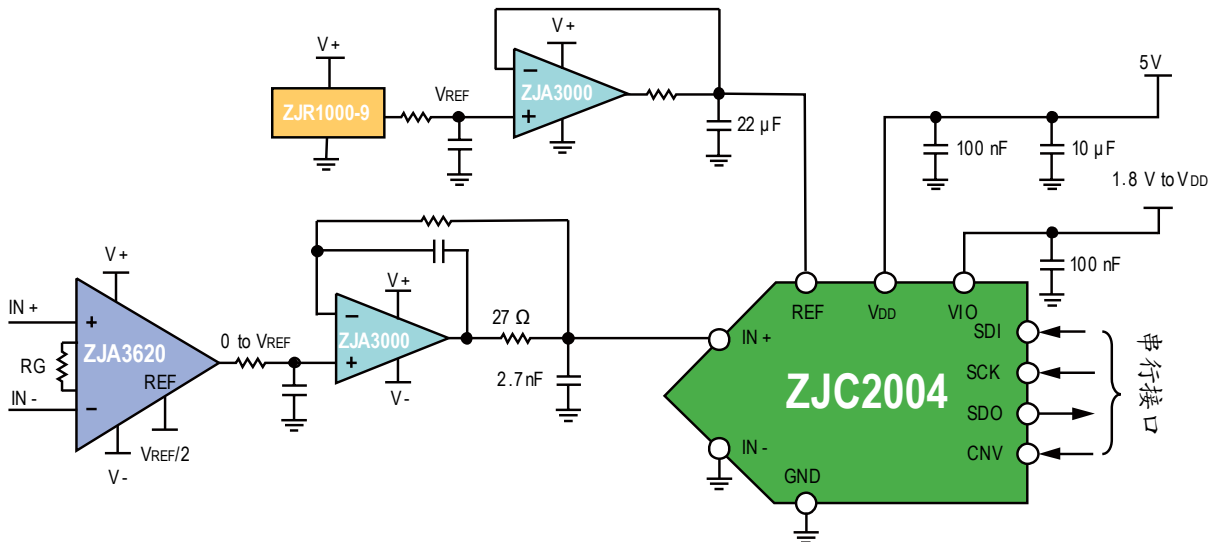 V+
ZJR1000-9
VREF
V+
-
ZJA3000
+
22 μF
5V
100 nF
10 μF
1.8 V to VDD
100 nF
V+
IN +
+
ZJA3620
RG
REF
IN -
-
V-
VREF/2
0 to VREF
V+
-
ZJA3000
+
V-
27 Ω
2.7nF
REF
VDD
VIO
IN +
SDI
SCK
ZJC2004
SDO
IN -
CNV
GND
串行接口